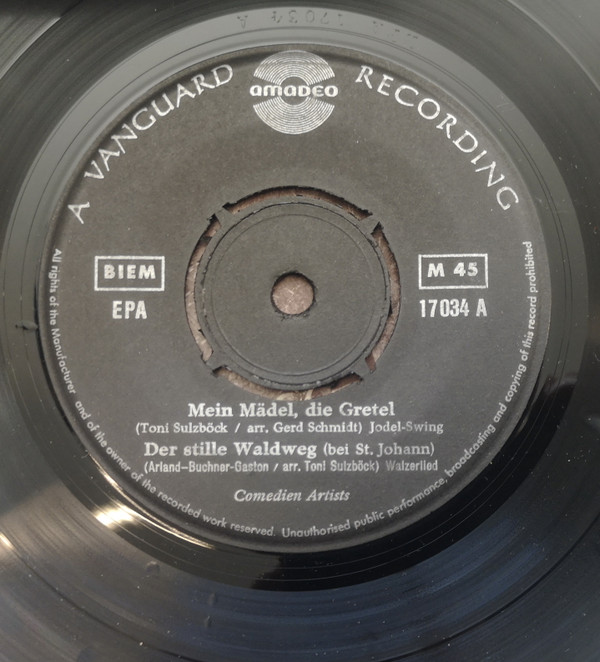 A VANGUARD RECORDING
amadeo
BIEM
M 45
EPA
17034 A
Mein Mädel, die Gretel
(Toni Sulzböck / arr. Gerd Schmidt) Jodel-Swing
Der stille Waldweg (bei St. Johann)
(Arland-Buchner-Gaston / arr. Toni Sulzböck) Walzerlied
Comedien Artists
All rights of the Manufacturer and of the owner of the recorded work reserved. Unauthorised public performance, broadcasting and copying of this record prohibited